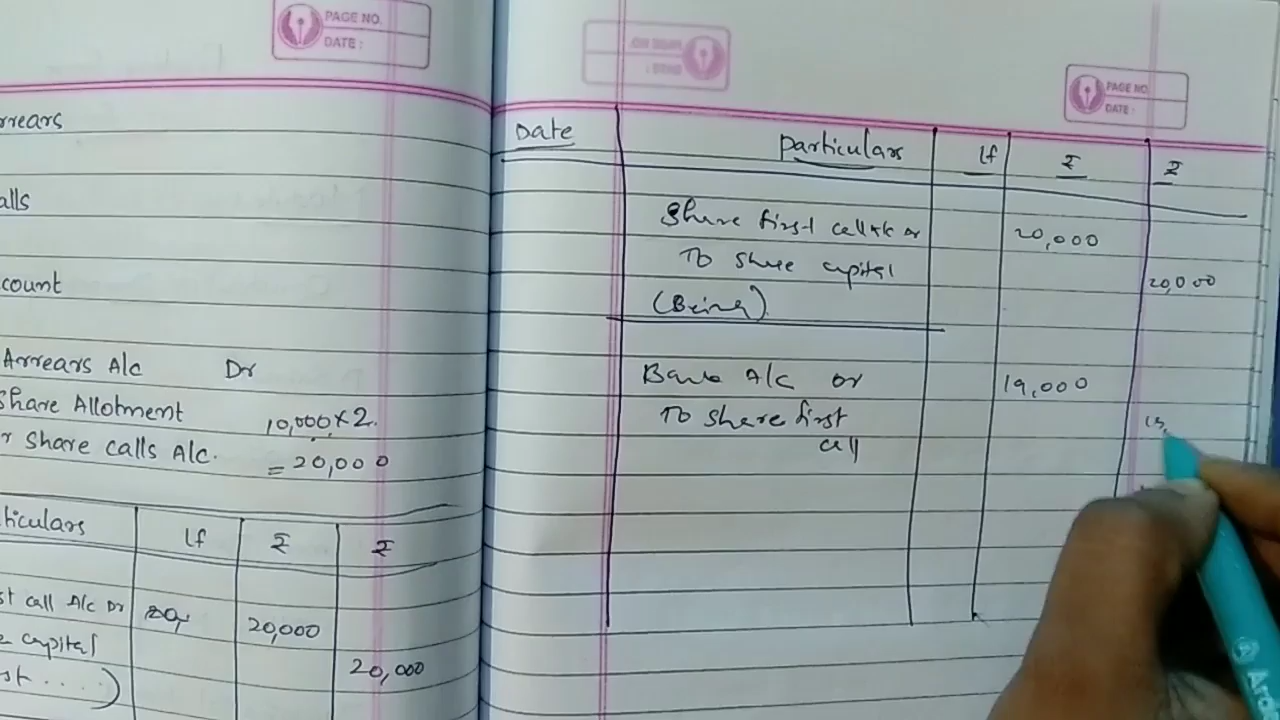 PAGE NO.
DATE :
rrears
alls
count
Arrears A/c Dr
Share Allotment 10,000×2.
r Share calls A/c. = 20,000
ticulars lf ₹ ₹
st call A/c Dr 20,000
e capital 20,000
st ....)
PAGE NO.
DATE :
Date Particulars lf ₹ ₹
Share first call A/c Dr 20,000
To Share capital 20,000
(Being)
Bank A/c Dr 19,000
To Share first
call